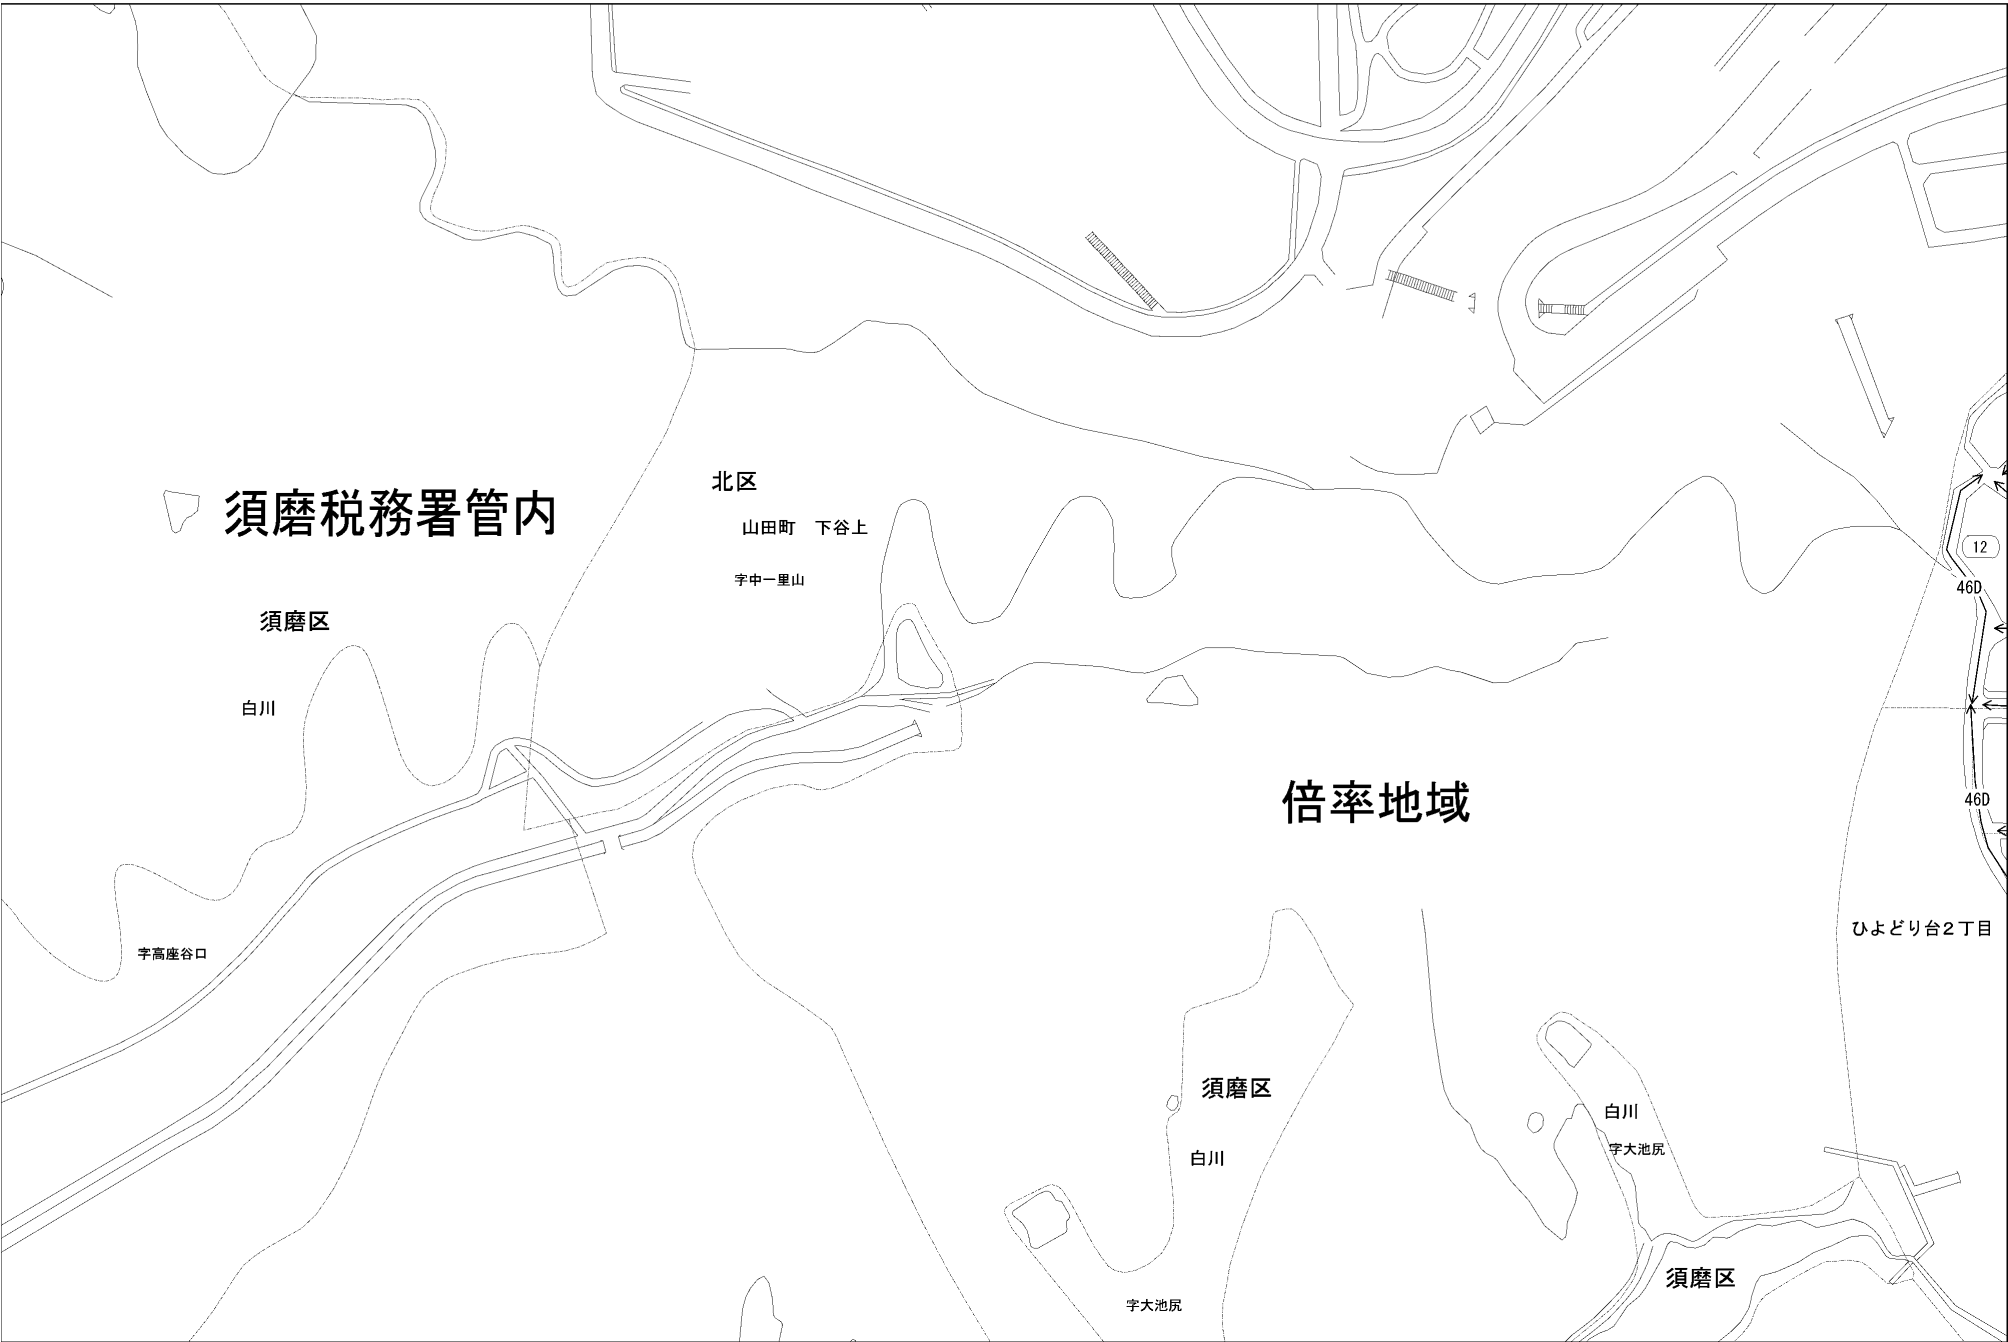 北区
須磨税務署管内
山田町　下谷上
12
字中一里山
46D
須磨区
白川
倍率地域
46D
ひよどり台2丁目
字高座谷口
須磨区
白川
白川
字大池尻
須磨区
字大池尻